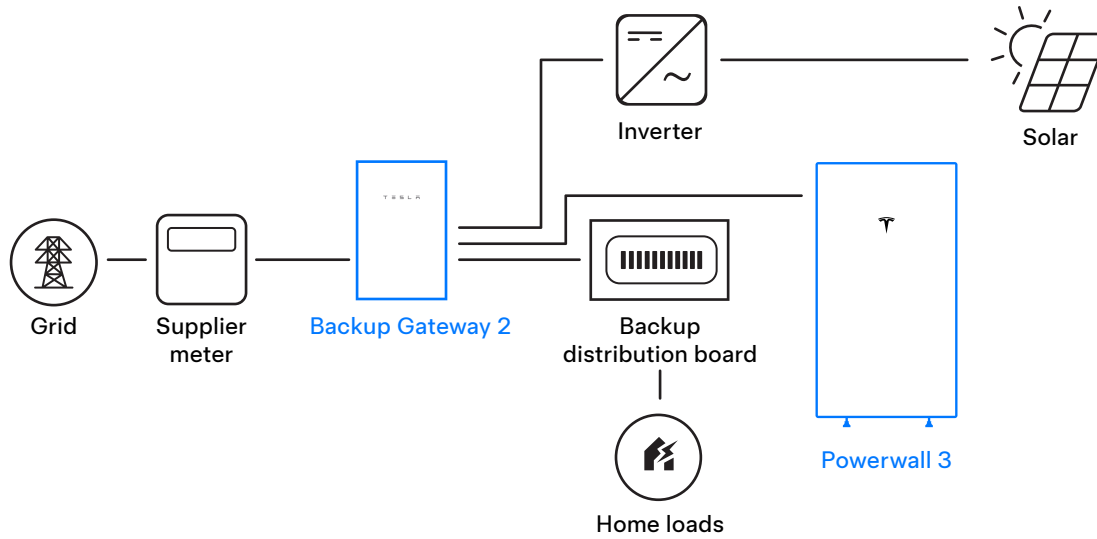 Inverter
Solar
TESLA
Grid
Supplier
meter
Backup Gateway 2
Backup
distribution board
Powerwall 3
Home loads